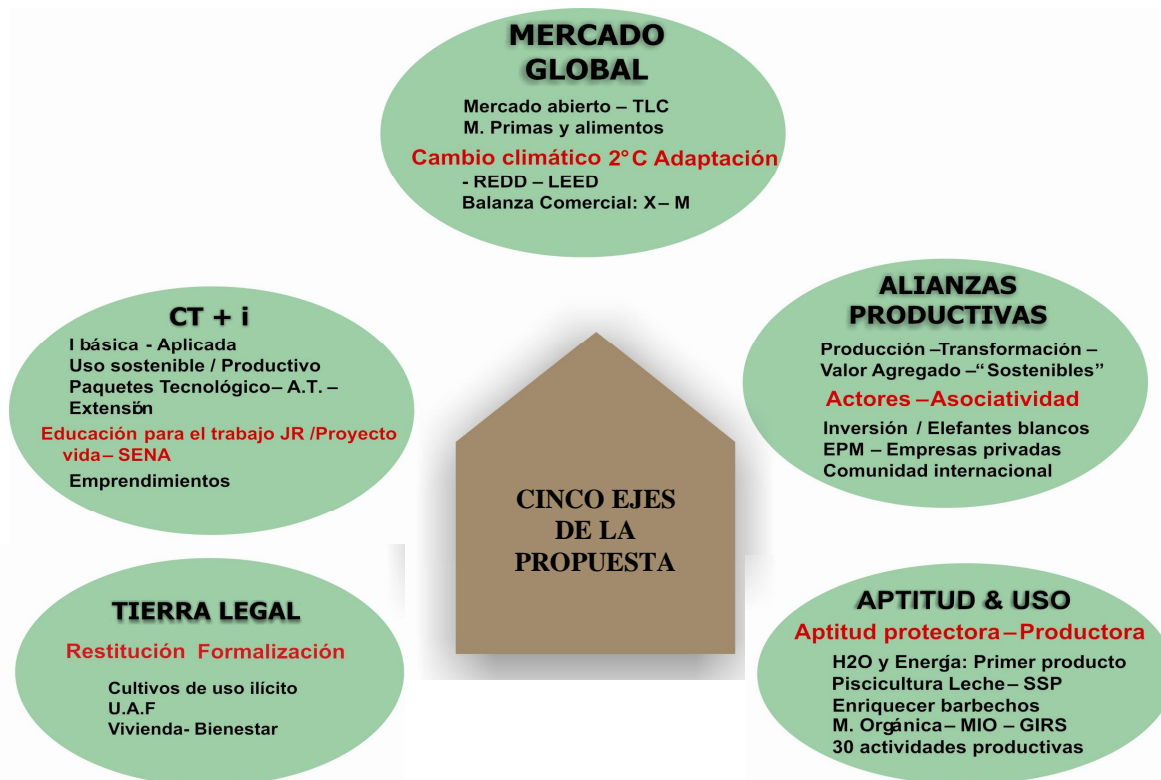 MERCADO
GLOBAL
Mercado abierto – TLC
M. Primas y alimentos
Cambio climático 2°C Adaptación
- REDD – LEED
Balanza Comercial: X – M
CT + i
I básica - Aplicada
Uso sostenible / Productivo
Paquetes Tecnológico – A.T. –
Extensión
Educación para el trabajo JR /Proyecto
vida – SENA
Emprendimientos
ALIANZAS
PRODUCTIVAS
Producción –Transformación –
Valor Agregado –“Sostenibles”
Actores –Asociatividad
Inversión / Elefantes blancos
EPM – Empresas privadas
Comunidad internacional
CINCO EJES
DE LA
PROPUESTA
TIERRA LEGAL
Restitución Formalización
Cultivos de uso ilícito
U.A.F
Vivienda- Bienestar
APTITUD & USO
Aptitud protectora – Productora
H2O y Energía: Primer producto
Piscicultura Leche – SSP
Enriquecer barbechos
M. Orgánica – MIO – GIRS
30 actividades productivas